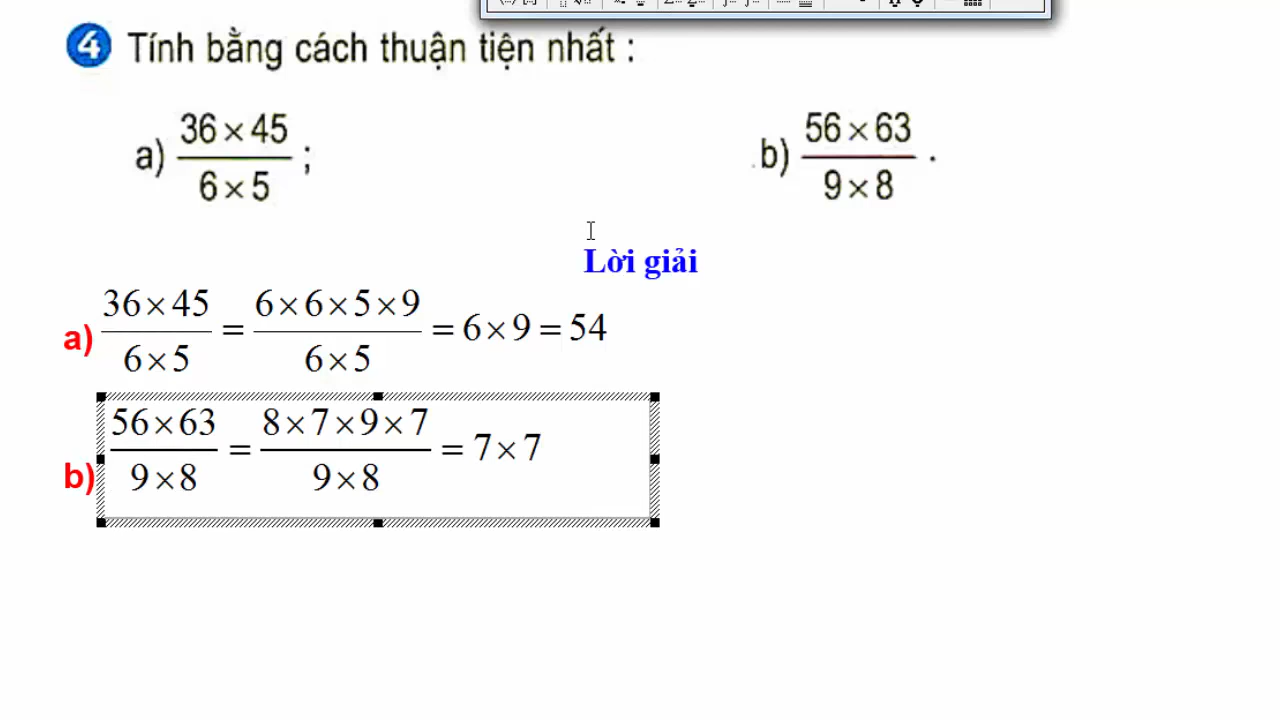 4 Tính bằng cách thuận tiện nhất :
a) 36 × 45 / 6 × 5 ; b) 56 × 63 / 9 × 8 .
Lời giải
a) 36 × 45 / 6 × 5 = 6 × 6 × 5 × 9 / 6 × 5 = 6 × 9 = 54
b) 56 × 63 / 9 × 8 = 8 × 7 × 9 × 7 / 9 × 8 = 7 × 7